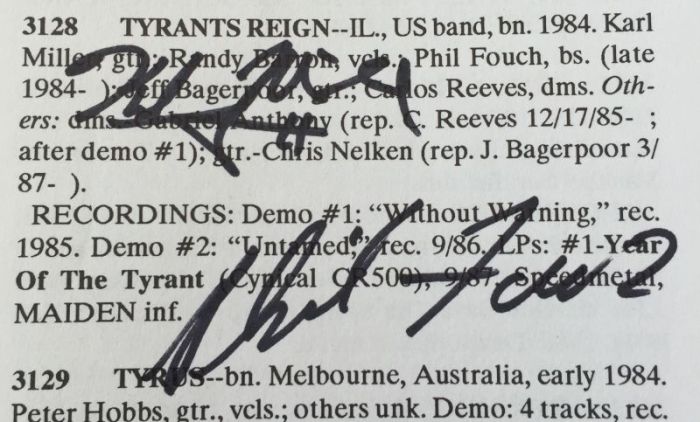 3128 TYRANTS REIGN--IL., US band, bn. 1984. Karl
Miller, gtr.; Randy Barron, vcls.; Phil Fouch, bs. (late
1984- ); Jeff Bagerpoor, gtr.; Carlos Reeves, dms. Oth-
ers: dms.-Gabriel Anthony (rep. C. Reeves 12/17/85- ;
after demo #1); gtr.-Chris Nelken (rep. J. Bagerpoor 3/
87- ).
RECORDINGS: Demo #1: “Without Warning,” rec.
1985. Demo #2: “Untamed,” rec. 9/86. LPs: #1-Year
Of The Tyrant (Cynical CR500), 9/87. Speedmetal,
MAIDEN inf.
Phil
3129 TYRUS--bn. Melbourne, Australia, early 1984.
Peter Hobbs, gtr., vcls.; others unk. Demo: 4 tracks, rec.